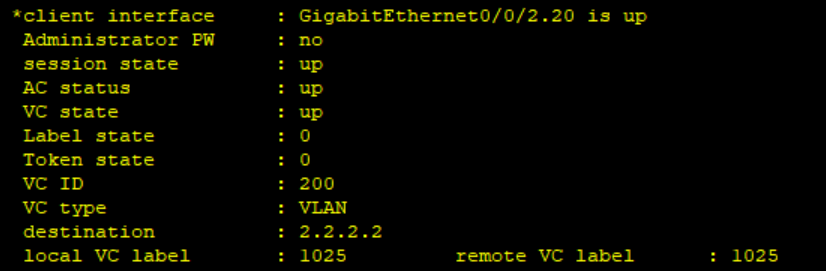 *client interface : GigabitEthernet0/0/2.20 is up
Administrator PW : no
session state : up
AC status : up
VC state : up
Label state : 0
Token state : 0
VC ID : 200
VC type : VLAN
destination : 2.2.2.2
local VC label : 1025 remote VC label : 1025